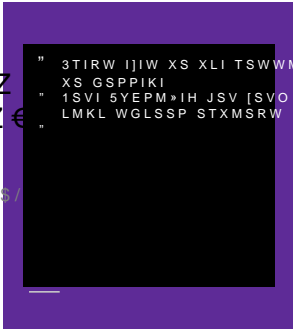 " 3TIRW I]IW XS XLI TSWWM
XS GSPPIKI
" 1SVI 5YEPM»IH JSV [SVO
LMKL WGLSSP STXMSRW
"
Z
€
$/